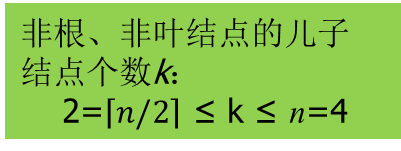 非根、非叶结点的儿子
结点个数k：
2=⌈n/2⌉ ≤ k ≤ n=4